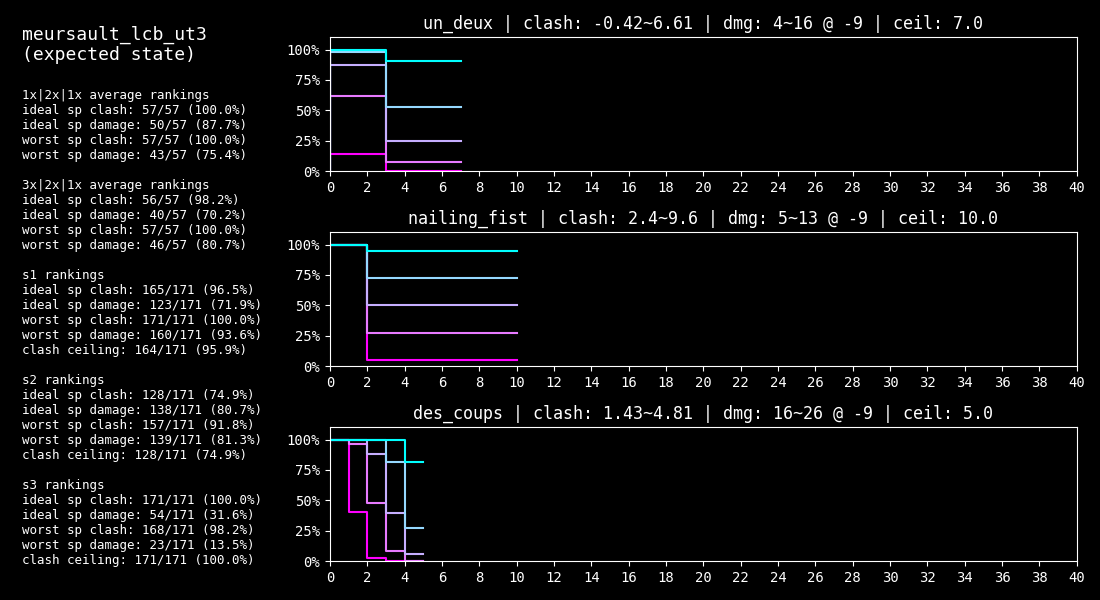 meursault_lcb_ut3
(expected state)
1x|2x|1x average rankings
ideal sp clash: 57/57 (100.0%)
ideal sp damage: 50/57 (87.7%)
worst sp clash: 57/57 (100.0%)
worst sp damage: 43/57 (75.4%)
3x|2x|1x average rankings
ideal sp clash: 56/57 (98.2%)
ideal sp damage: 40/57 (70.2%)
worst sp clash: 57/57 (100.0%)
worst sp damage: 46/57 (80.7%)
s1 rankings
ideal sp clash: 165/171 (96.5%)
ideal sp damage: 123/171 (71.9%)
worst sp clash: 171/171 (100.0%)
worst sp damage: 160/171 (93.6%)
clash ceiling: 164/171 (95.9%)
s2 rankings
ideal sp clash: 128/171 (74.9%)
ideal sp damage: 138/171 (80.7%)
worst sp clash: 157/171 (91.8%)
worst sp damage: 139/171 (81.3%)
clash ceiling: 128/171 (74.9%)
s3 rankings
ideal sp clash: 171/171 (100.0%)
ideal sp damage: 54/171 (31.6%)
worst sp clash: 168/171 (98.2%)
worst sp damage: 23/171 (13.5%)
clash ceiling: 171/171 (100.0%)
un_deux | clash: -0.42~6.61 | dmg: 4~16 @ -9 | ceil: 7.0
100%
75%
50%
25%
0%
0 2 4 6 8 10 12 14 16 18 20 22 24 26 28 30 32 34 36 38 40
nailing_fist | clash: 2.4~9.6 | dmg: 5~13 @ -9 | ceil: 10.0
100%
75%
50%
25%
0%
0 2 4 6 8 10 12 14 16 18 20 22 24 26 28 30 32 34 36 38 40
des_coups | clash: 1.43~4.81 | dmg: 16~26 @ -9 | ceil: 5.0
100%
75%
50%
25%
0%
0 2 4 6 8 10 12 14 16 18 20 22 24 26 28 30 32 34 36 38 40